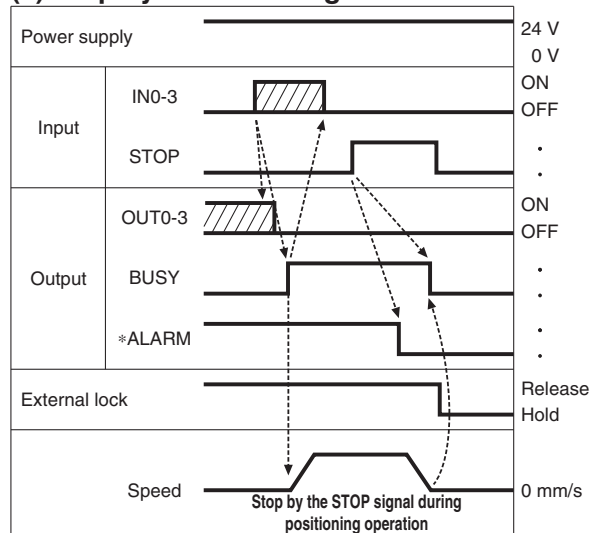 Power supply
24 V
0 V
Input
IN0-3
ON
OFF
STOP
Output
OUT0-3
ON
OFF
BUSY
*ALARM
External lock
Release
Hold
Speed
0 mm/s
Stop by the STOP signal during
positioning operation